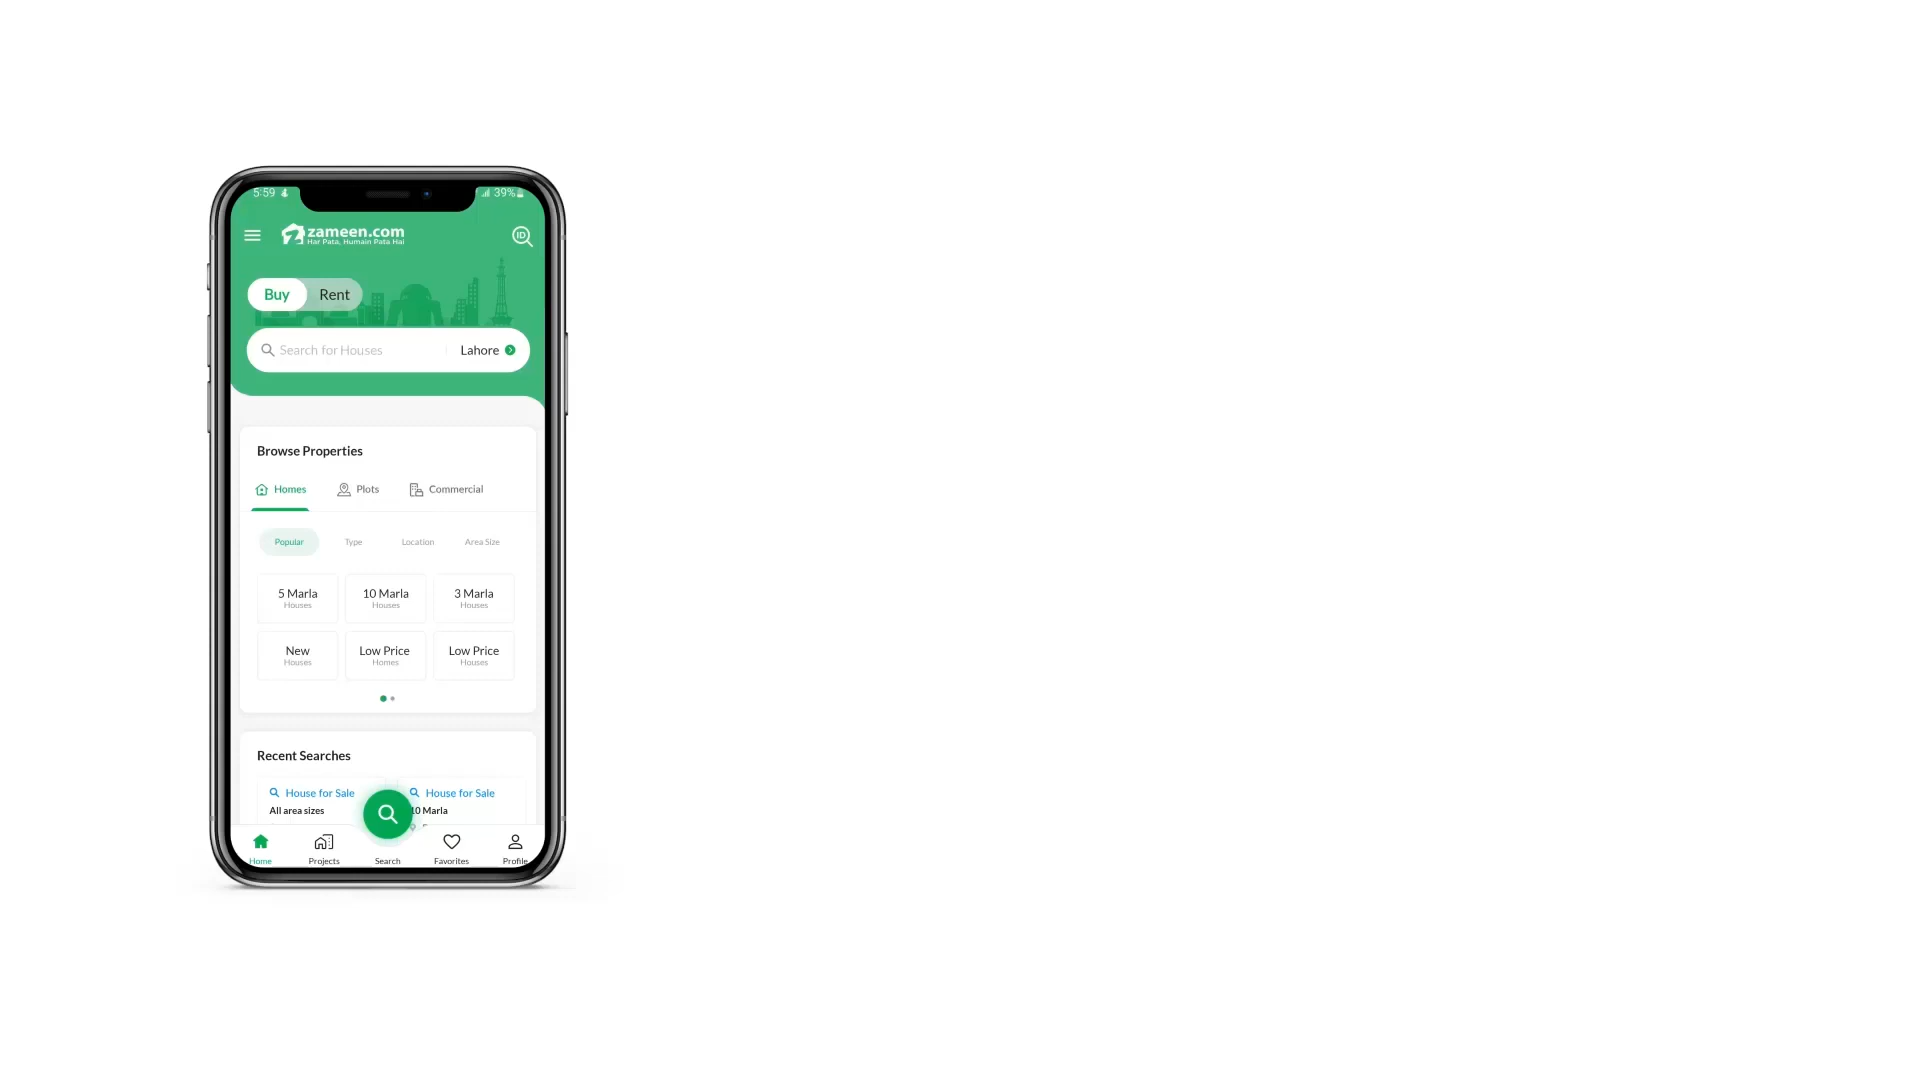 5:59
39%
zameen.com
Har Pata, Humain Pata Hai
ID
Buy
Rent
Search for Houses
Lahore
Browse Properties
Homes
Plots
Commercial
Popular
Type
Location
Area Size
5 Marla
Houses
10 Marla
Houses
3 Marla
Houses
New
Houses
Low Price
Homes
Low Price
Houses
Recent Searches
House for Sale
All area sizes
House for Sale
10 Marla
Home
Projects
Search
Favorites
Profile